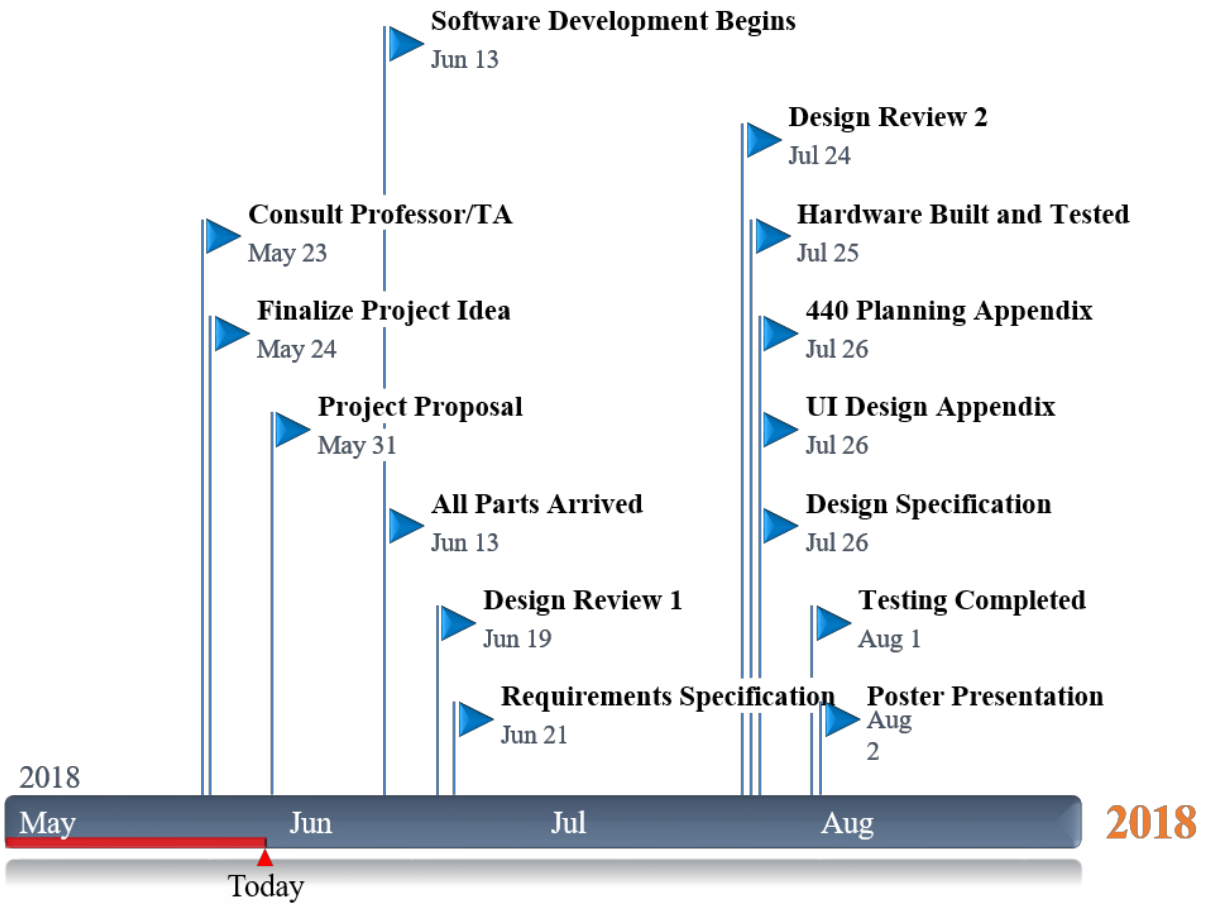 Software Development Begins
Jun 13
Design Review 2
Jul 24
Consult Professor/TA
May 23
Hardware Built and Tested
Jul 25
Finalize Project Idea
May 24
440 Planning Appendix
Jul 26
Project Proposal
May 31
UI Design Appendix
Jul 26
All Parts Arrived
Jun 13
Design Specification
Jul 26
Design Review 1
Jun 19
Testing Completed
Aug 1
Requirements Specification
Jun 21
Poster Presentation
Aug
2
2018
May Jun Jul Aug
2018
Today